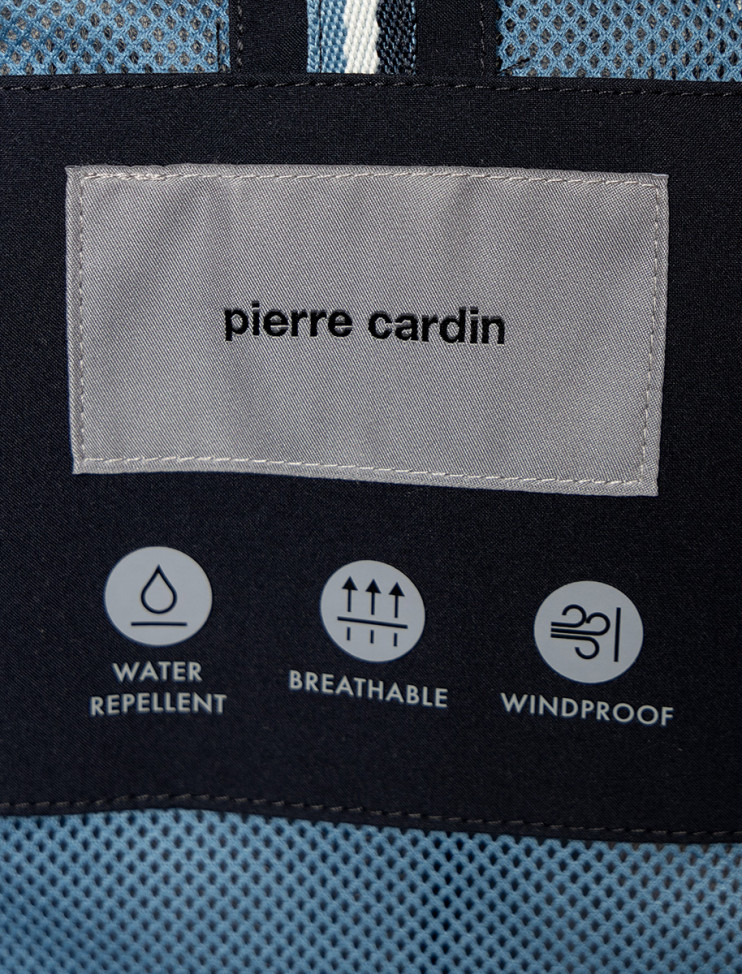 pierre cardin
WATER
REPELLENT
BREATHABLE
WINDPROOF